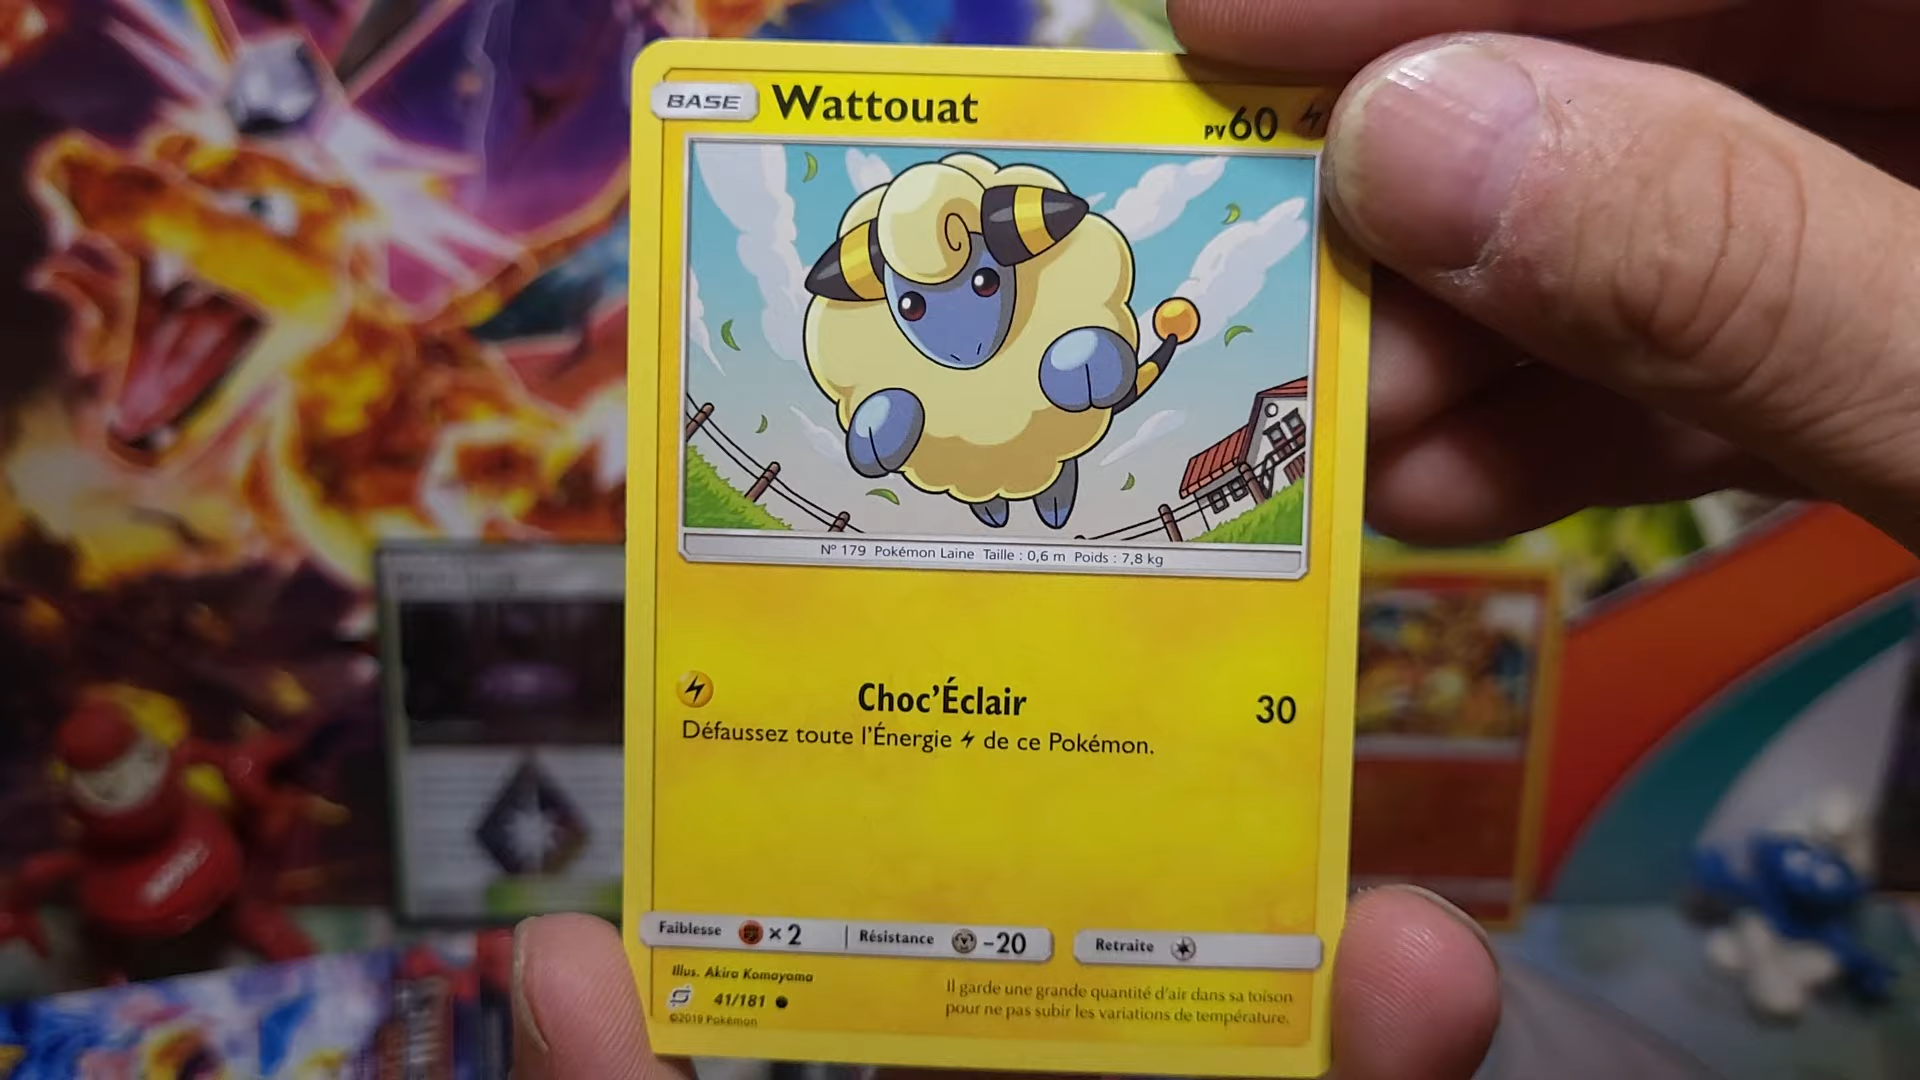 BASE Wattouat PV60
Nº 179 Pokémon Laine Taille : 0,6 m Poids : 7,8 kg
Choc'Éclair 30
Défaussez toute l'Énergie de ce Pokémon.
Faiblesse ×2 Résistance -20 Retraite
Illus. Akira Komayama
41/181
©2019 Pokémon
Il garde une grande quantité d'air dans sa toison
pour ne pas subir les variations de température.